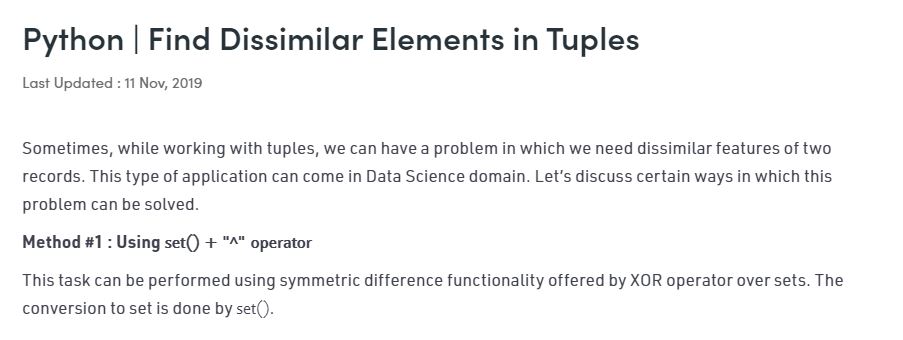 Python | Find Dissimilar Elements in Tuples
Last Updated : 11 Nov, 2019
Sometimes, while working with tuples, we can have a problem in which we need dissimilar features of two
records. This type of application can come in Data Science domain. Let’s discuss certain ways in which this
problem can be solved.
Method #1 : Using set() + "^" operator
This task can be performed using symmetric difference functionality offered by XOR operator over sets. The
conversion to set is done by set().